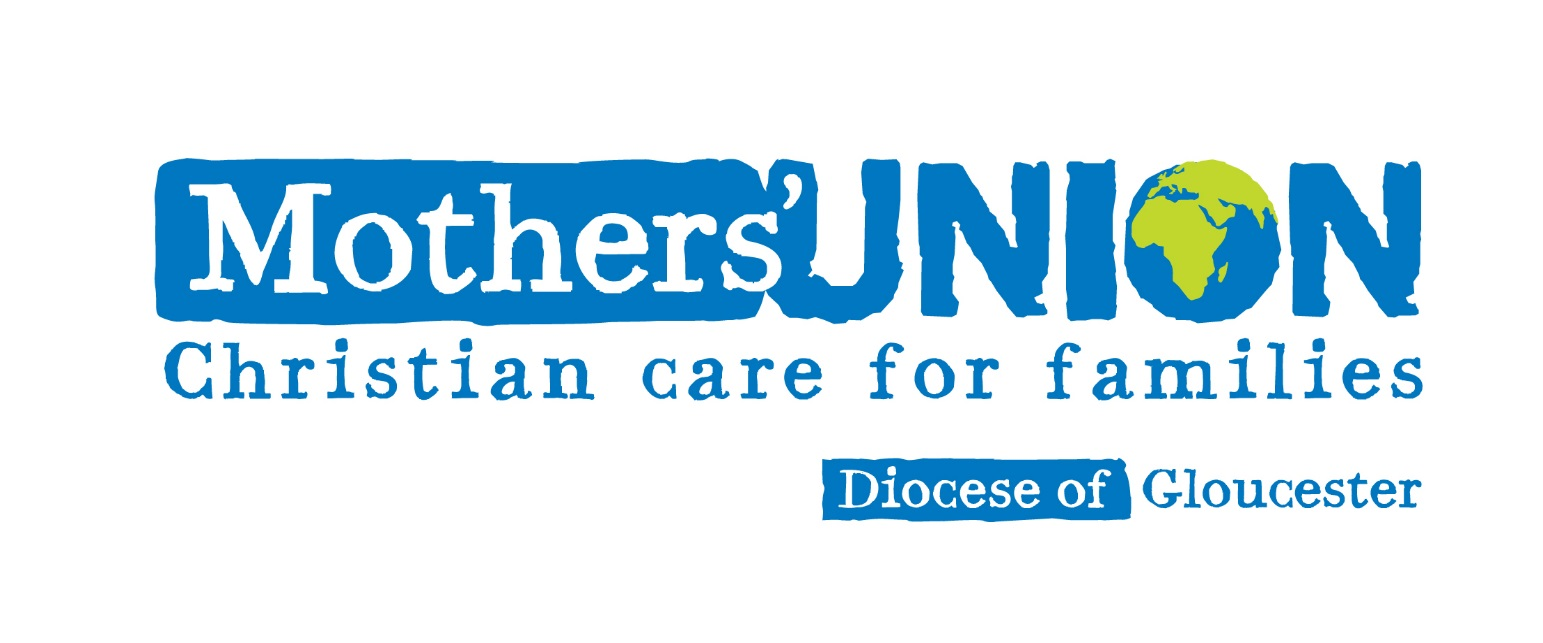 Mothers' UNION
Christian care for families
Diocese of Gloucester